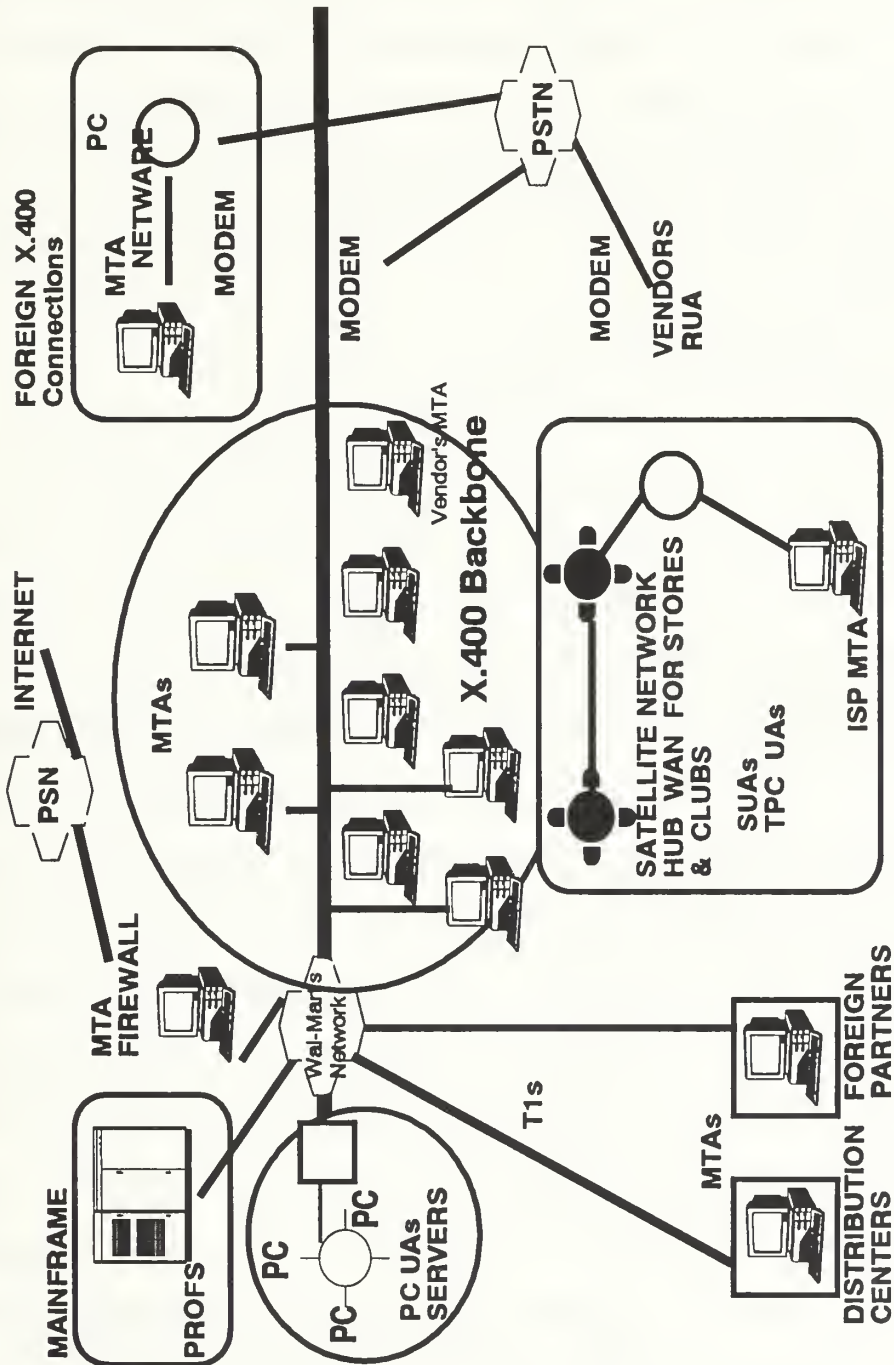 MAINFRAME
PROFS
MTA
FIREWALL
PSN
INTERNET
FOREIGN X.400
Connections
MTA
NETWARE
PC
MODEM
PC
PC
PC
PC UAs
SERVERS
Wal-Mart's
Network
MTAs
Vendor's MTA
X.400 Backbone
MODEM
PSTN
MODEM
VENDORS
RUA
T1s
MTAs
DISTRIBUTION
CENTERS
FOREIGN
PARTNERS
SATELLITE NETWORK
HUB WAN FOR STORES
& CLUBS
SUAs
TPC UAs
ISP MTA